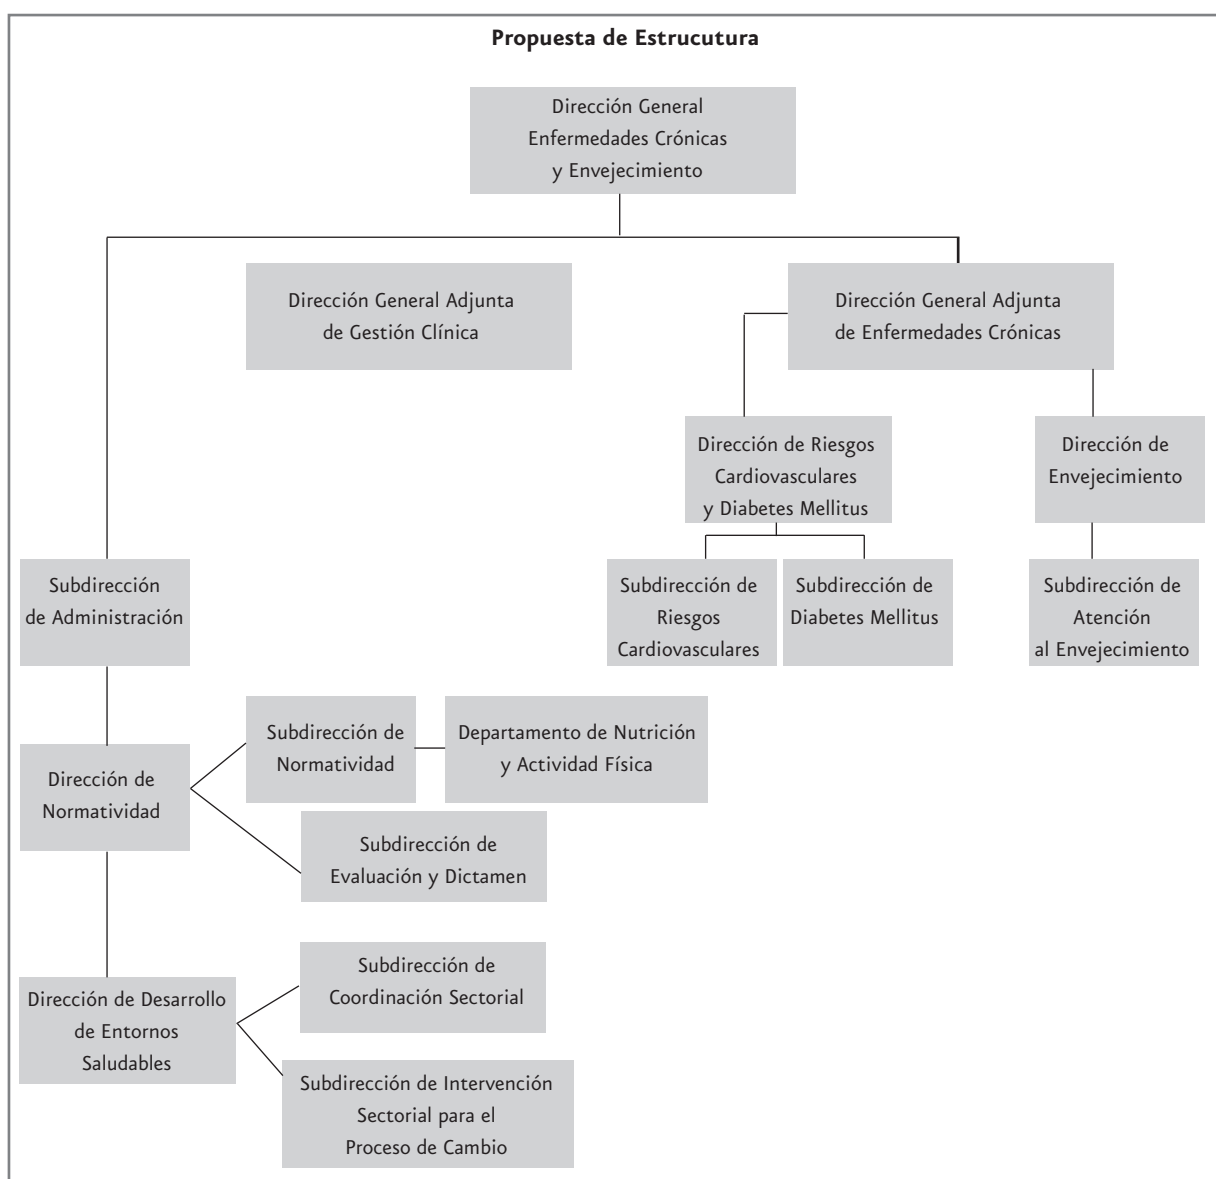 Propuesta de Estrucutura
Dirección General
Enfermedades Crónicas
y Envejecimiento
Dirección General Adjunta
de Gestión Clínica
Dirección General Adjunta
de Enfermedades Crónicas
Dirección de Riesgos
Cardiovasculares
y Diabetes Mellitus
Dirección de
Envejecimiento
Subdirección
de Administración
Subdirección de
Riesgos
Cardiovasculares
Subdirección de
Diabetes Mellitus
Subdirección de
Atención
al Envejecimiento
Subdirección de
Normatividad
Departamento de Nutrición
y Actividad Física
Dirección de
Normatividad
Subdirección de
Evaluación y Dictamen
Subdirección de
Coordinación Sectorial
Dirección de Desarrollo
de Entornos
Saludables
Subdirección de Intervención
Sectorial para el
Proceso de Cambio